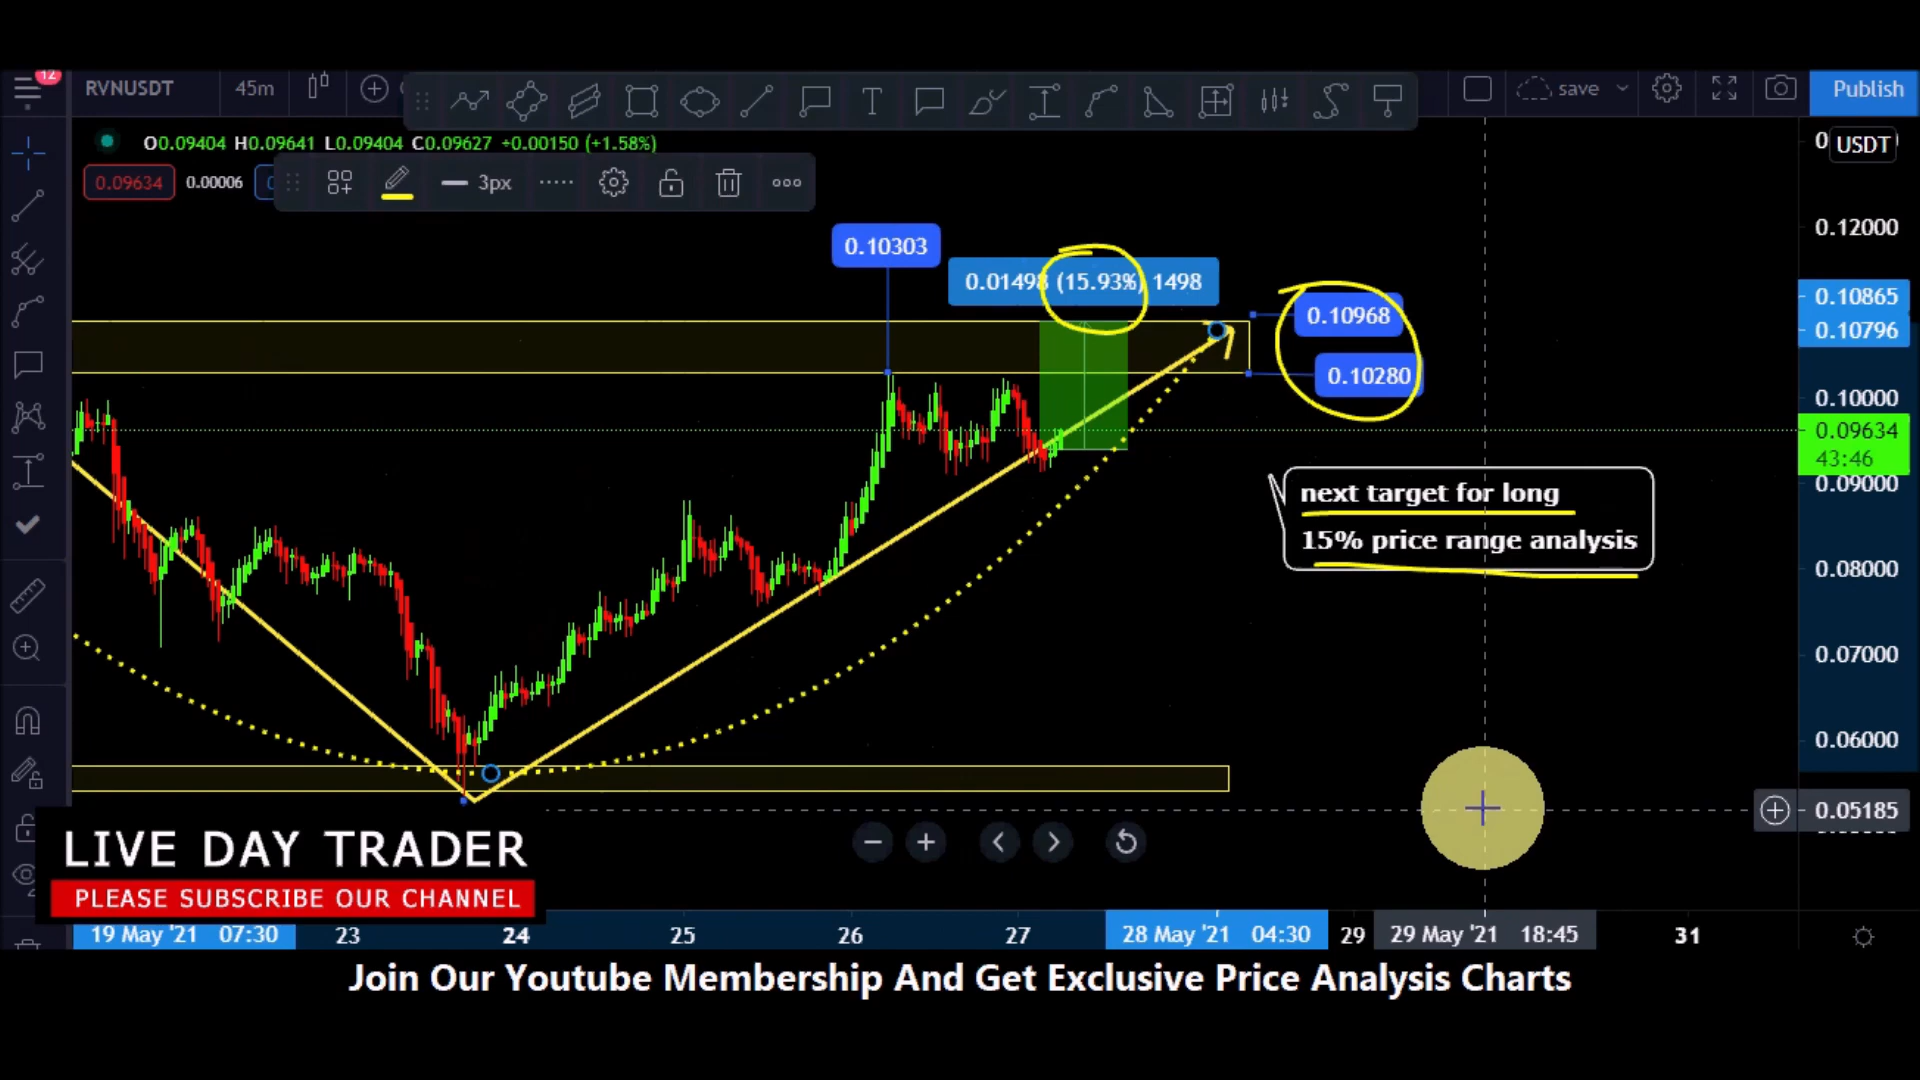 12
RVNUSDT 45m save Publish
O0.09404 H0.09641 L0.09404 C0.09627 +0.00150 (+1.58%)
USDT
0.09634 0.00006 3px
0.12000
0.10303
0.01498 (15.93%) 1498
0.10865
0.10968
0.10796
0.10280
0.10000
0.09634
43:46
0.09000
next target for long
15% price range analysis
0.08000
0.07000
0.06000
0.05185
LIVE DAY TRADER
PLEASE SUBSCRIBE OUR CHANNEL
19 May '21 07:30 23 24 25 26 27 28 May '21 04:30 29 29 May '21 18:45 31
Join Our Youtube Membership And Get Exclusive Price Analysis Charts